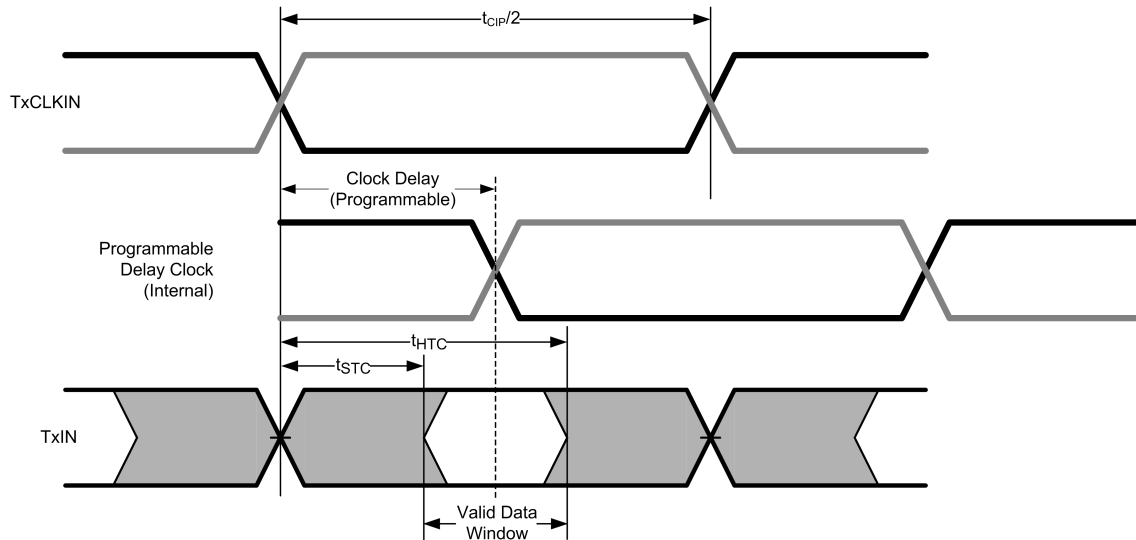 tCIP/2
TxCLKIN
Clock Delay
(Programmable)
Programmable
Delay Clock
(Internal)
tHTC
tSTC
TxIN
Valid Data
Window